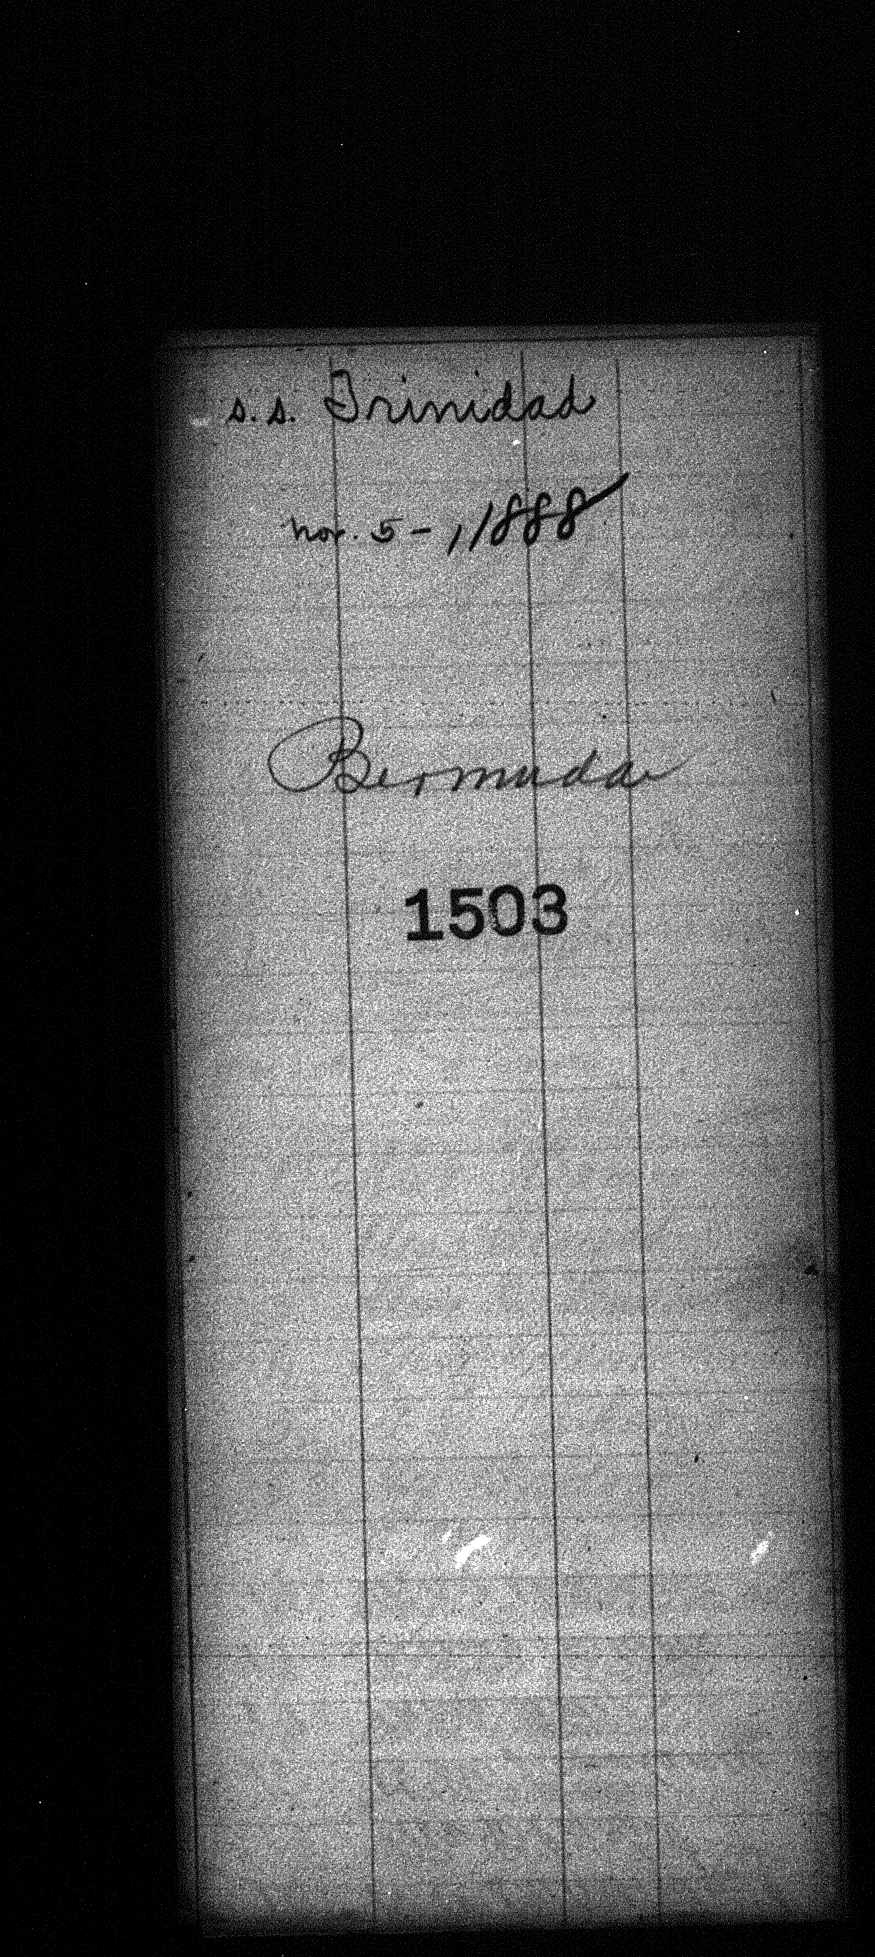 s.s. Trinidad
nov. 5-, 1888
Bermuda
1503